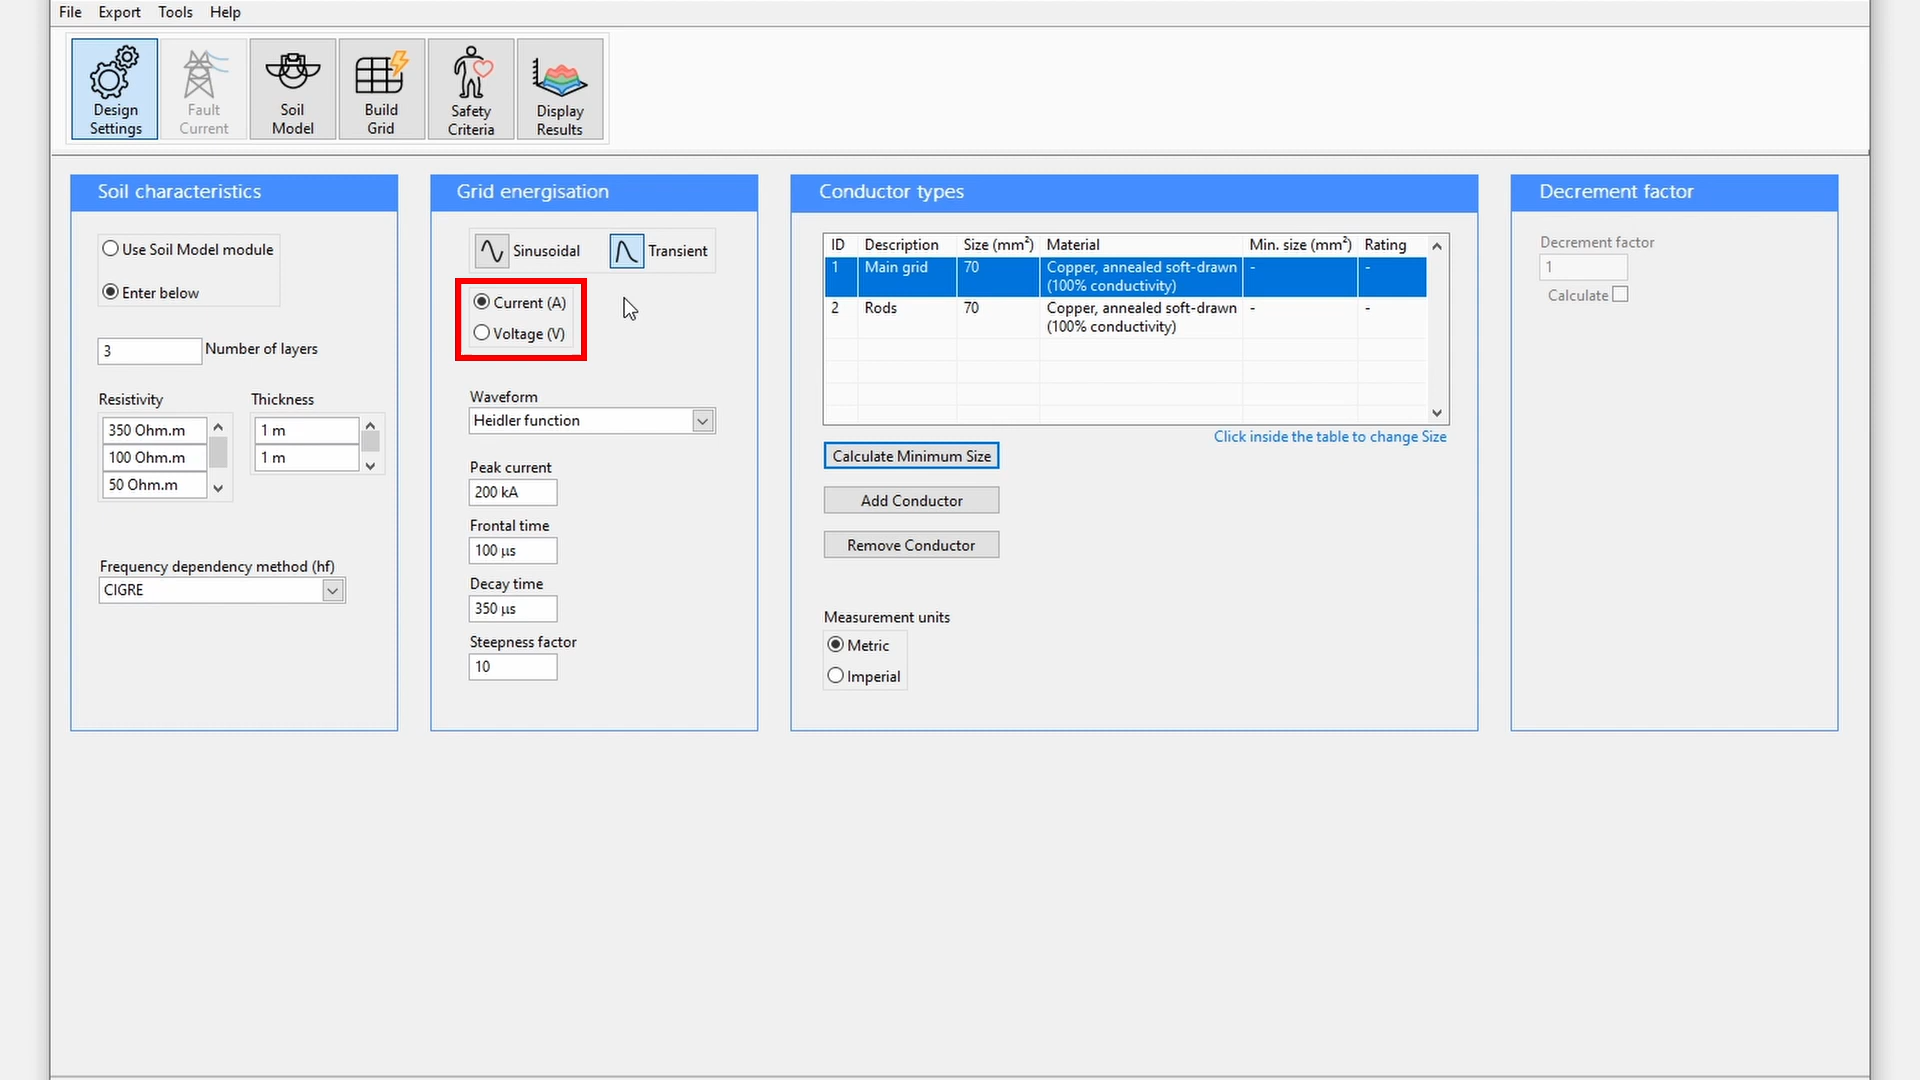 File Export Tools Help
Design Settings
Fault Current
Soil Model
Build Grid
Safety Criteria
Display Results
Soil characteristics
Use Soil Model module
Enter below
3 Number of layers
Resistivity Thickness
350 Ohm.m 1 m
100 Ohm.m 1 m
50 Ohm.m
Frequency dependency method (hf)
CIGRE
Grid energisation
Sinusoidal Transient
Current (A)
Voltage (V)
Waveform
Heidler function
Peak current
200 kA
Frontal time
100 μs
Decay time
350 μs
Steepness factor
10
Conductor types
ID Description Size (mm²) Material Min. size (mm²) Rating
1 Main grid 70 Copper, annealed soft-drawn - -
(100% conductivity)
2 Rods 70 Copper, annealed soft-drawn - -
(100% conductivity)
Click inside the table to change Size
Calculate Minimum Size
Add Conductor
Remove Conductor
Measurement units
Metric
Imperial
Decrement factor
Decrement factor
1
Calculate